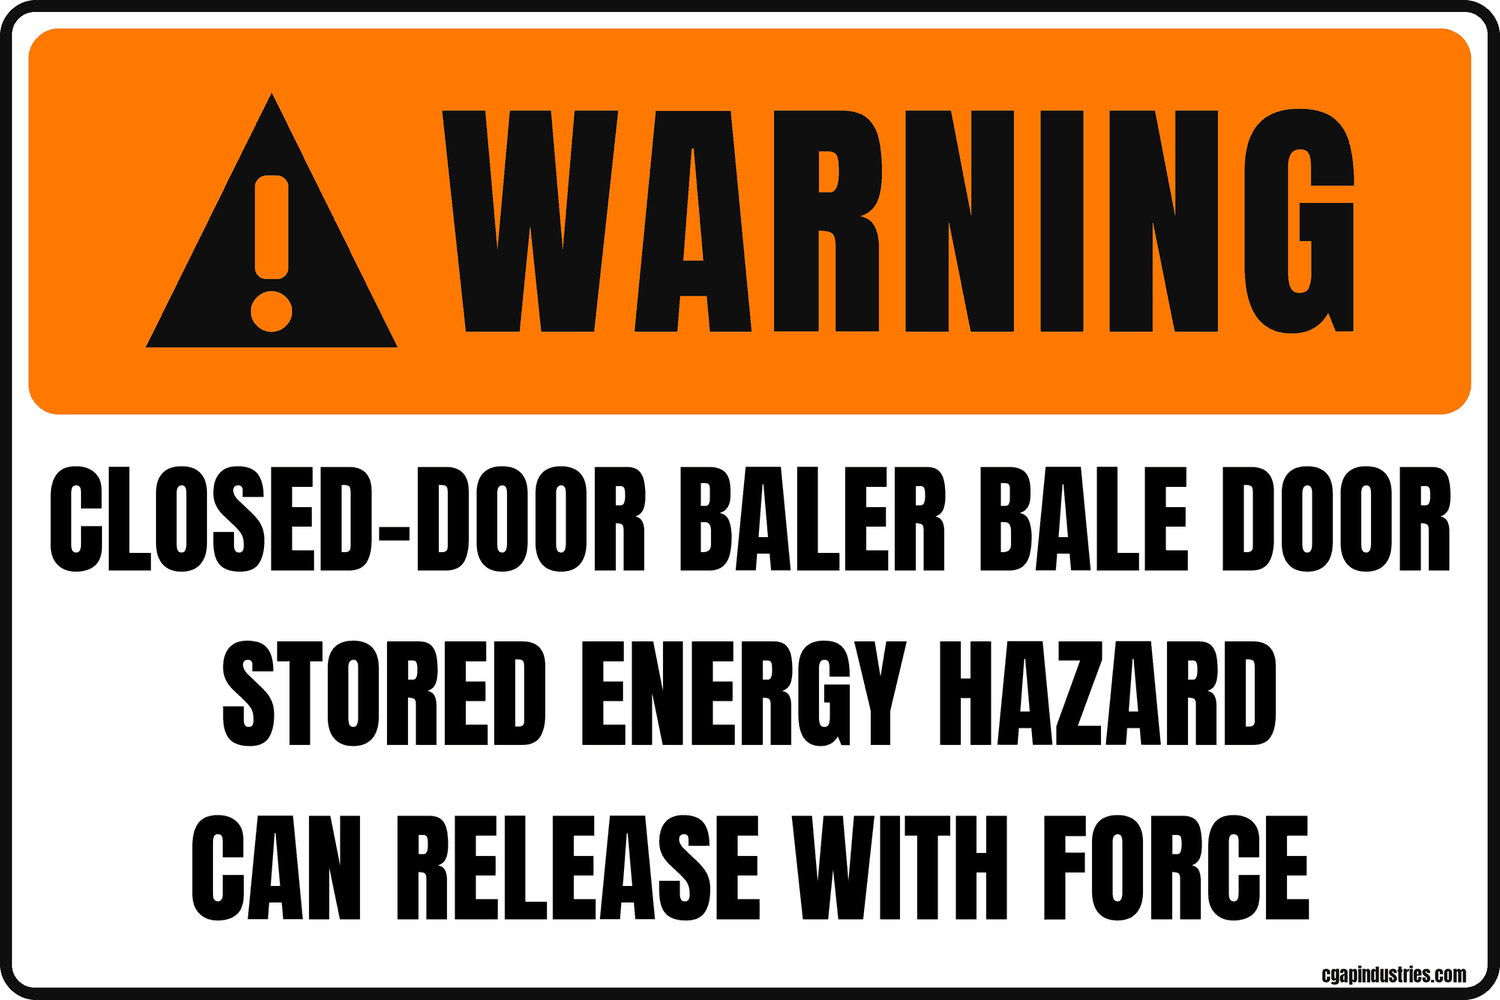 WARNING
CLOSED-DOOR BALER BALE DOOR
STORED ENERGY HAZARD
CAN RELEASE WITH FORCE
cgapindustries.com